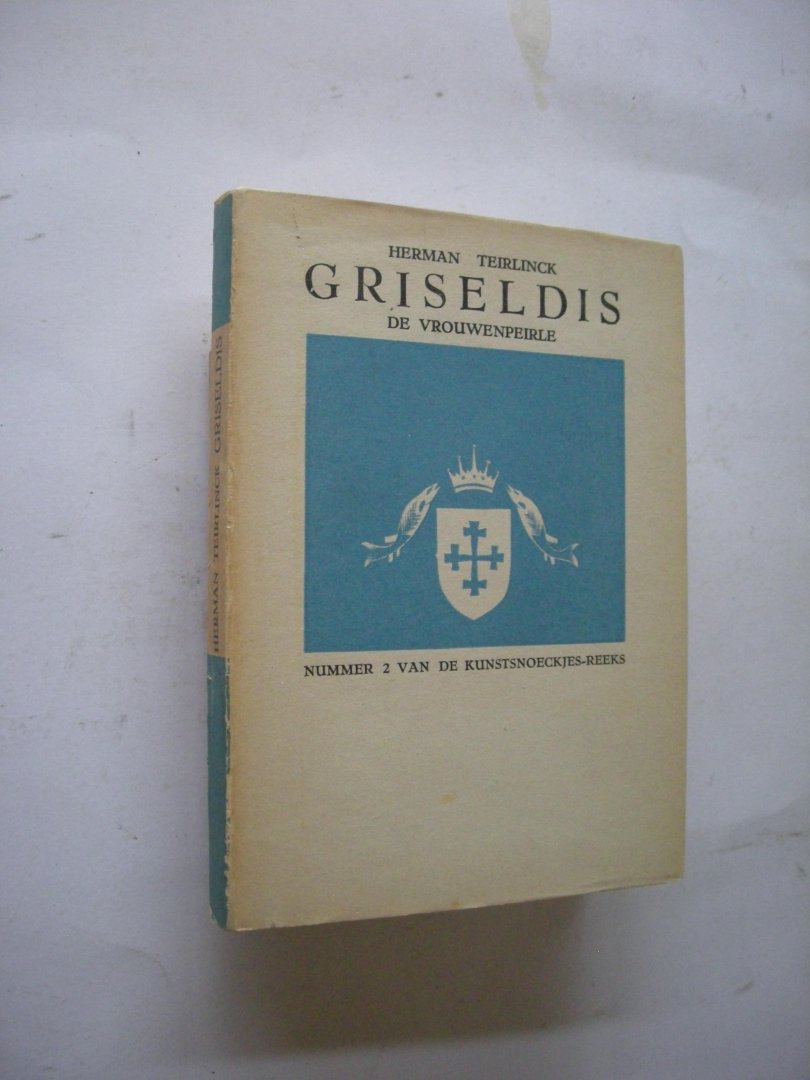 HERMAN TEIRLINCK
GRISELDIS
DE VROUWENPEIRLE
NUMMER 2 VAN DE KUNSTSNOECKJES-REEKS
HERMAN TEIRLINCK GRISELDIS